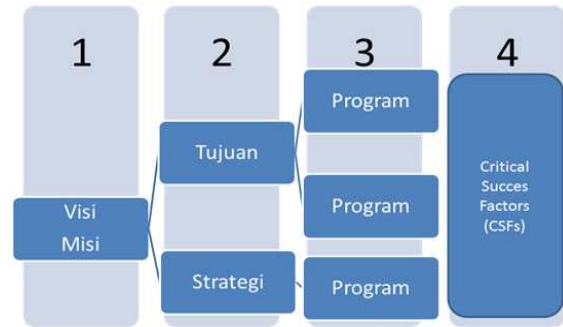 1
2
3
4
Visi
Misi
Tujuan
Strategi
Program
Program
Program
Critical
Succes
Factors
(CSFs)